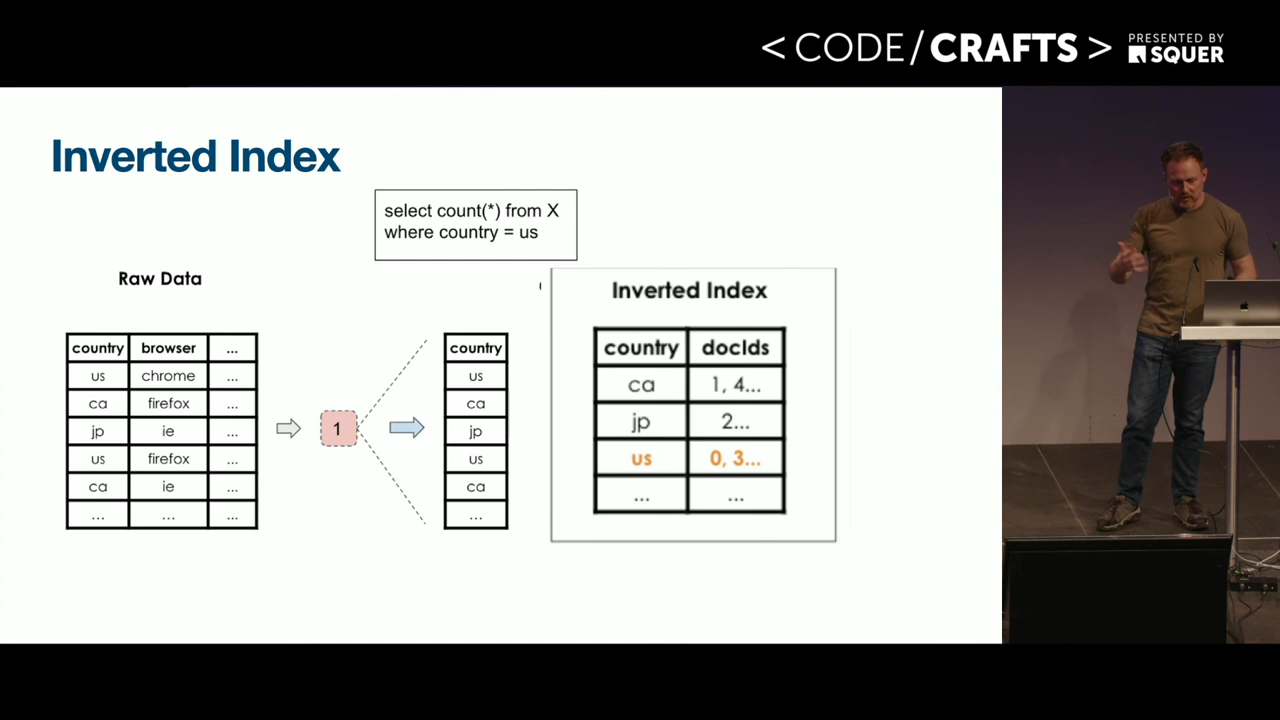 < CODE/CRAFTS >
PRESENTED BY
SQUER
Inverted Index
select count(*) from X
where country = us
Raw Data
country browser ...
us chrome ...
ca firefox ...
jp ie ...
us firefox ...
ca ie ...
... ... ...
1
country
us
ca
jp
us
ca
...
Inverted Index
country docIds
ca 1, 4...
jp 2...
us 0, 3...
... ...